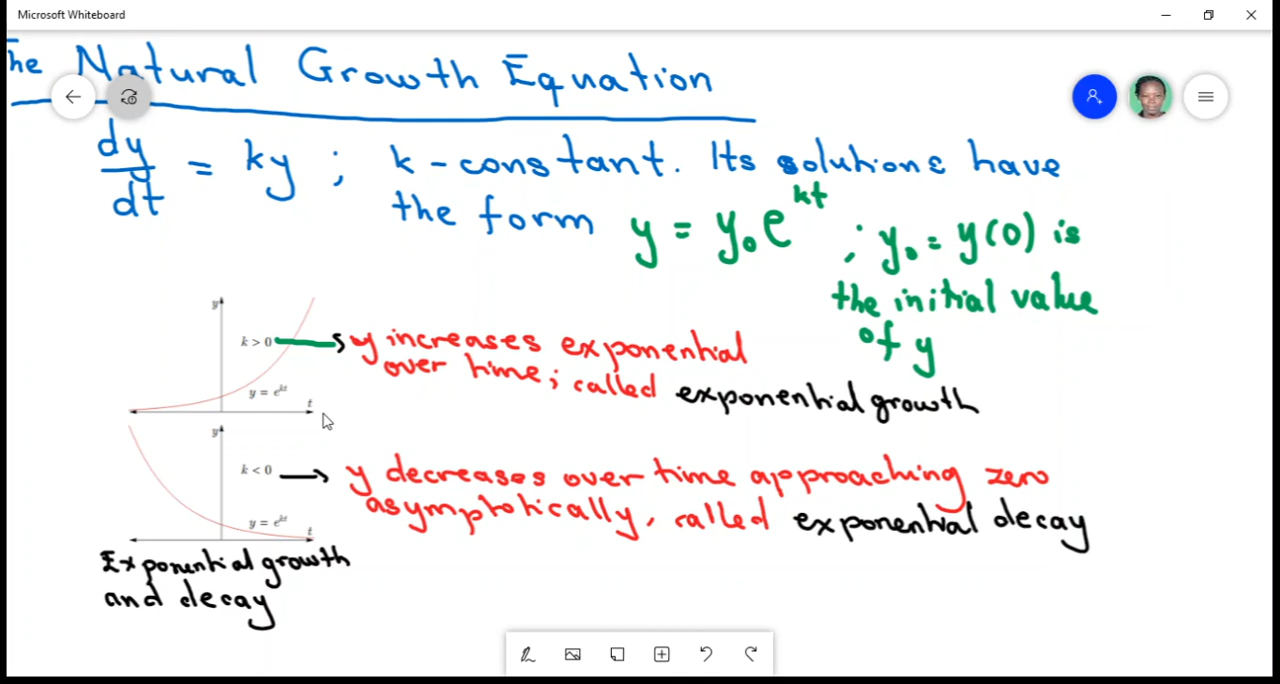 Microsoft Whiteboard
The Natural Growth Equation
dy/dt = ky ; k-constant. Its solutions have
the form y = y₀e^kt ; y₀ = y(0) is
the initial value
of y
y
k > 0 → y increases exponential
over time; called exponential growth
y = e^kt
t
y
k < 0 → y decreases over time approaching zero
asymptotically, called exponential decay
y = e^kt
t
Exponential growth
and decay